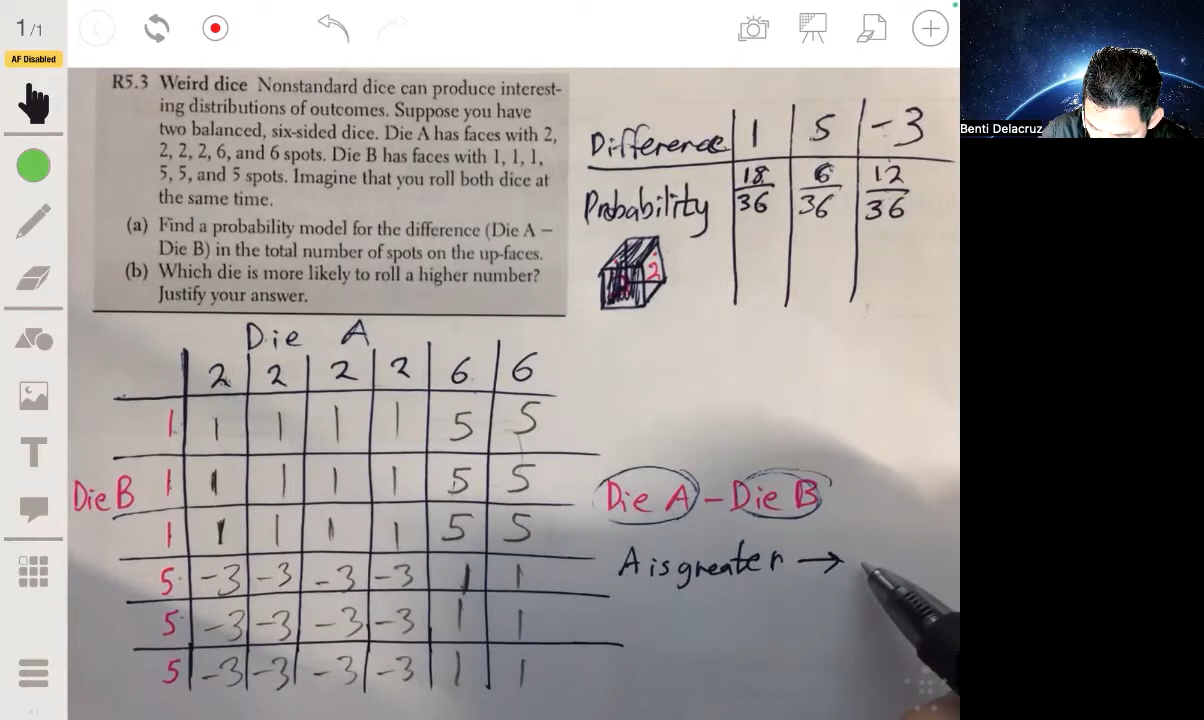 1/1
AF Disabled
T
R5.3 Weird dice Nonstandard dice can produce interest-
ing distributions of outcomes. Suppose you have
two balanced, six-sided dice. Die A has faces with 2,
2, 2, 2, 6, and 6 spots. Die B has faces with 1, 1, 1,
5, 5, and 5 spots. Imagine that you roll both dice at
the same time.
(a) Find a probability model for the difference (Die A –
Die B) in the total number of spots on the up-faces.
(b) Which die is more likely to roll a higher number?
Justify your answer.
Difference 1 5 -3
Probability 18/36 6/36 12/36
2
Benti Delacruz
Die A
2 2 2 2 6 6
1 1 1 1 1 5 5
Die B 1 1 1 1 1 5 5
1 1 1 1 1 5 5
5 -3 -3 -3 -3 1 1
5 -3 -3 -3 -3 1 1
5 -3 -3 -3 -3 1 1
Die A - Die B
A is greater →